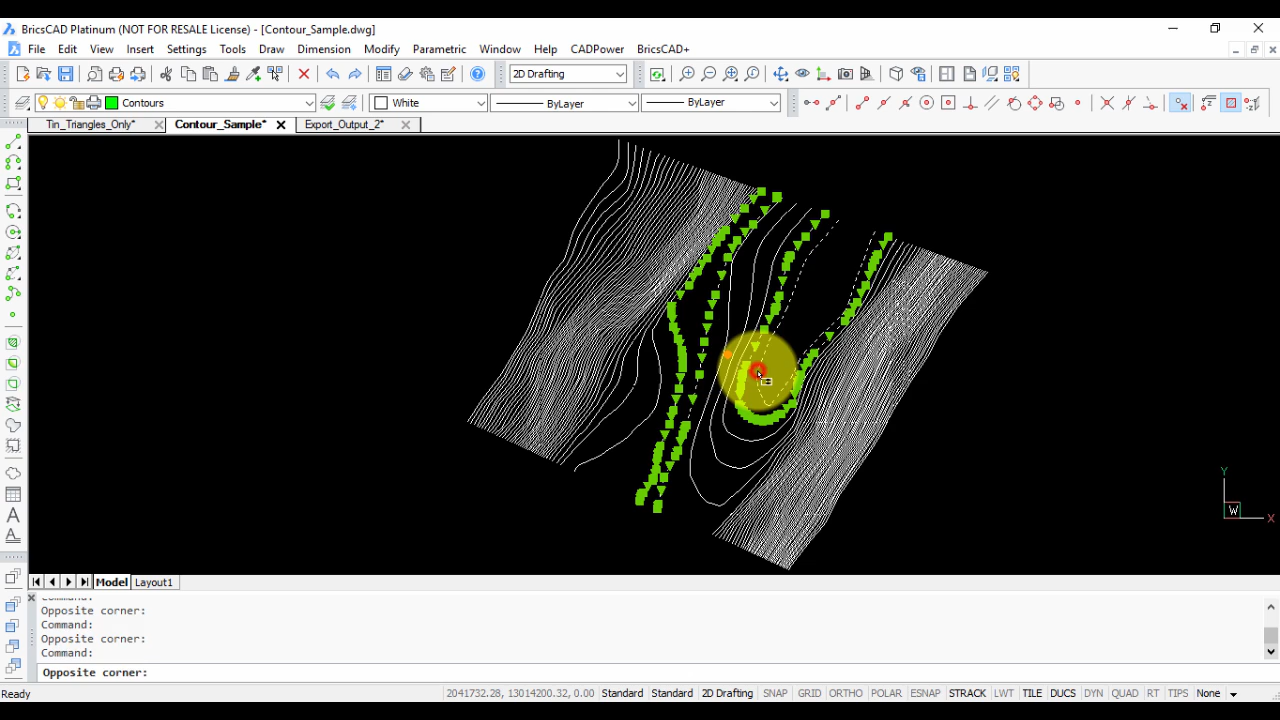 BricsCAD Platinum (NOT FOR RESALE License) - [Contour_Sample.dwg]
File Edit View Insert Settings Tools Draw Dimension Modify Parametric Window Help CADPower BricsCAD+
2D Drafting
Contours White ByLayer ByLayer
Tin_Triangles_Only* Contour_Sample* Export_Output_2*
Y
W X
Model Layout1
Opposite corner:
Command:
Opposite corner:
Command:
Opposite corner:
Ready 2041732.28, 13014200.32, 0.00 Standard Standard 2D Drafting SNAP GRID ORTHO POLAR ESNAP STRACK LWT TILE DUCS DYN QUAD RT TIPS None